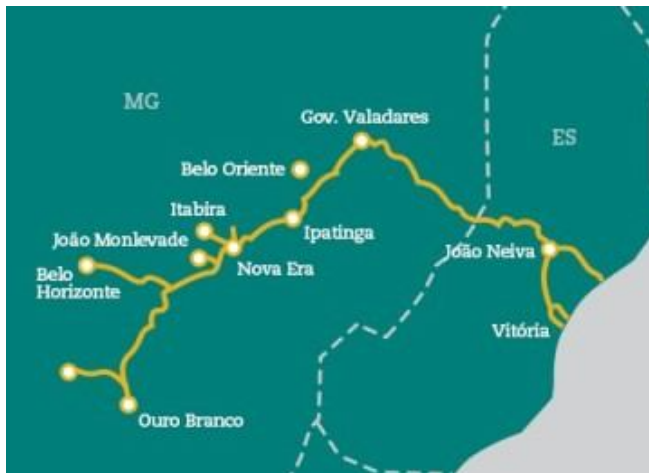 MG
Gov. Valadares
ES
Belo Oriente
Itabira
Ipatinga
João Monlevade
João Neiva
Nova Era
Belo
Horizonte
Vitória
Ouro Branco